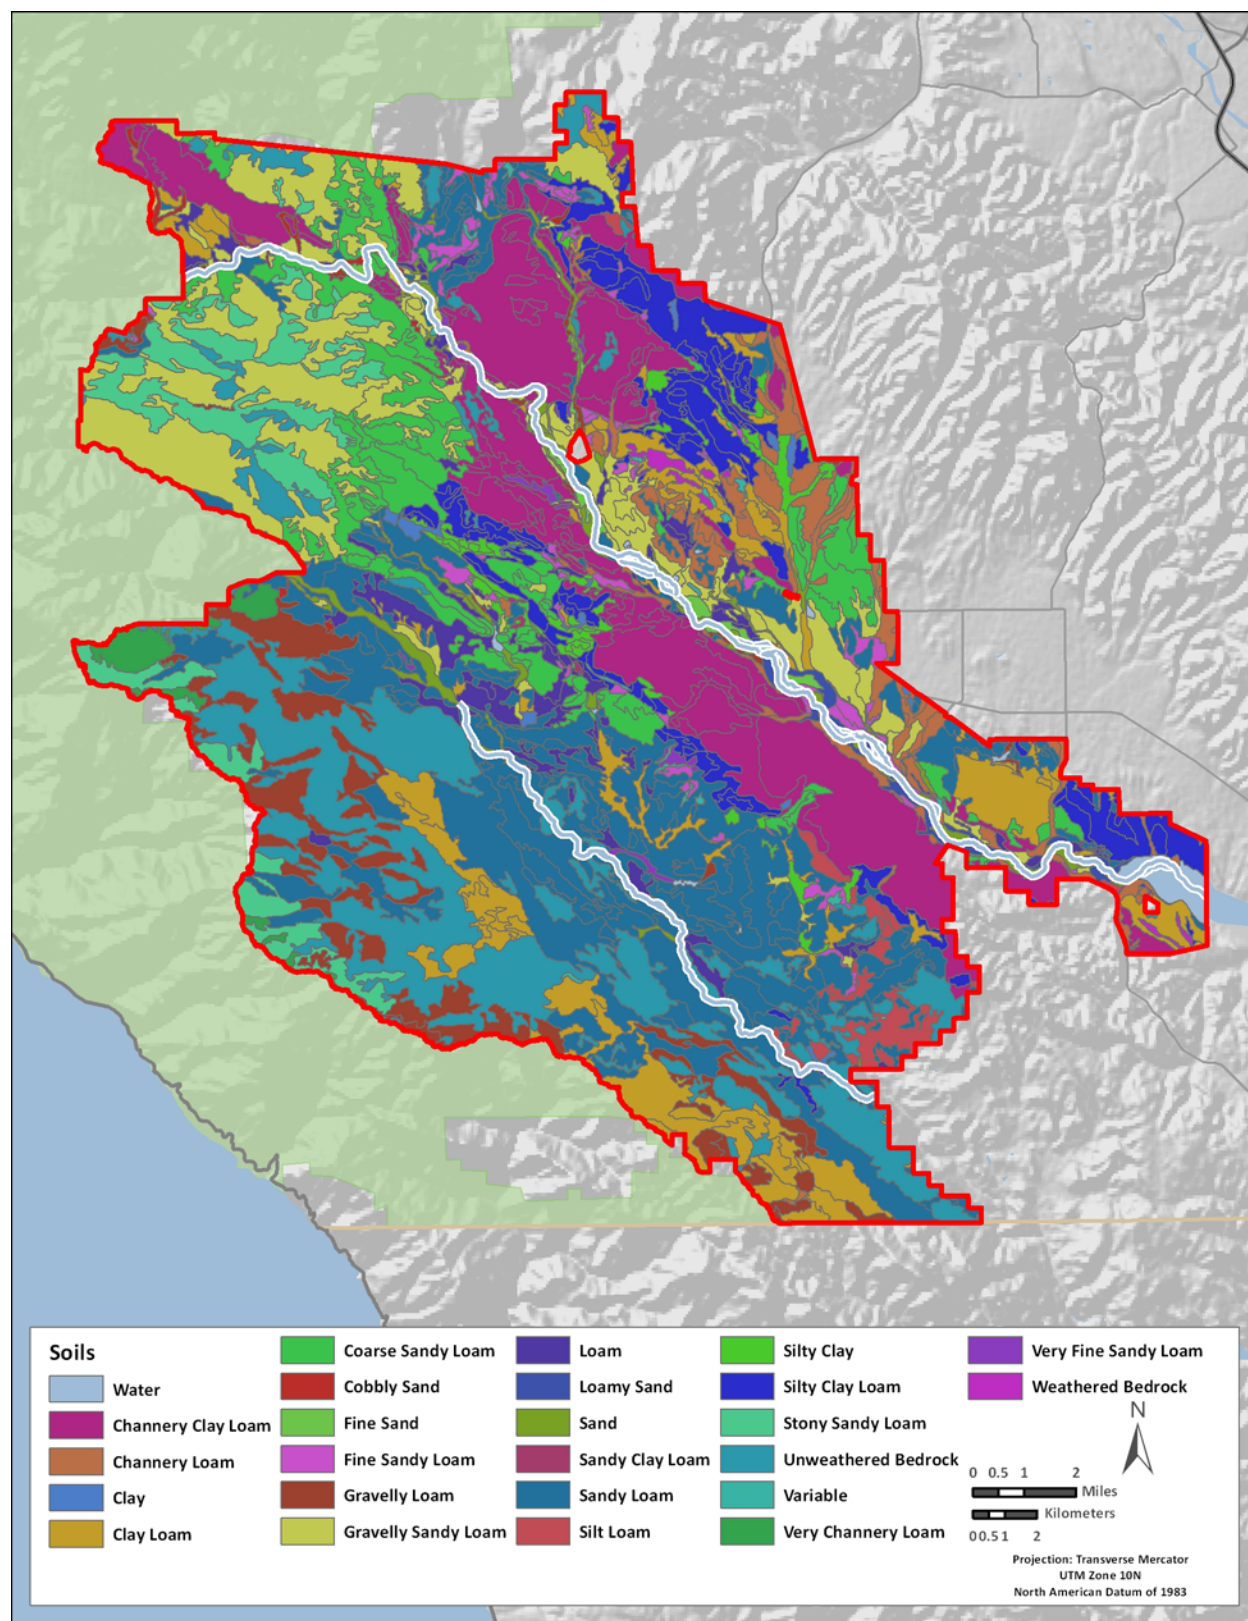 Soils
Water
Channery Clay Loam
Channery Loam
Clay
Clay Loam
Coarse Sandy Loam
Cobbly Sand
Fine Sand
Fine Sandy Loam
Gravelly Loam
Gravelly Sandy Loam
Loam
Loamy Sand
Sand
Sandy Clay Loam
Sandy Loam
Silt Loam
Silty Clay
Silty Clay Loam
Stony Sandy Loam
Unweathered Bedrock
Variable
Very Channery Loam
Very Fine Sandy Loam
Weathered Bedrock
N
0 0.5 1 2
Miles
Kilometers
0 0.5 1 2
Projection: Transverse Mercator
UTM Zone 10N
North American Datum of 1983